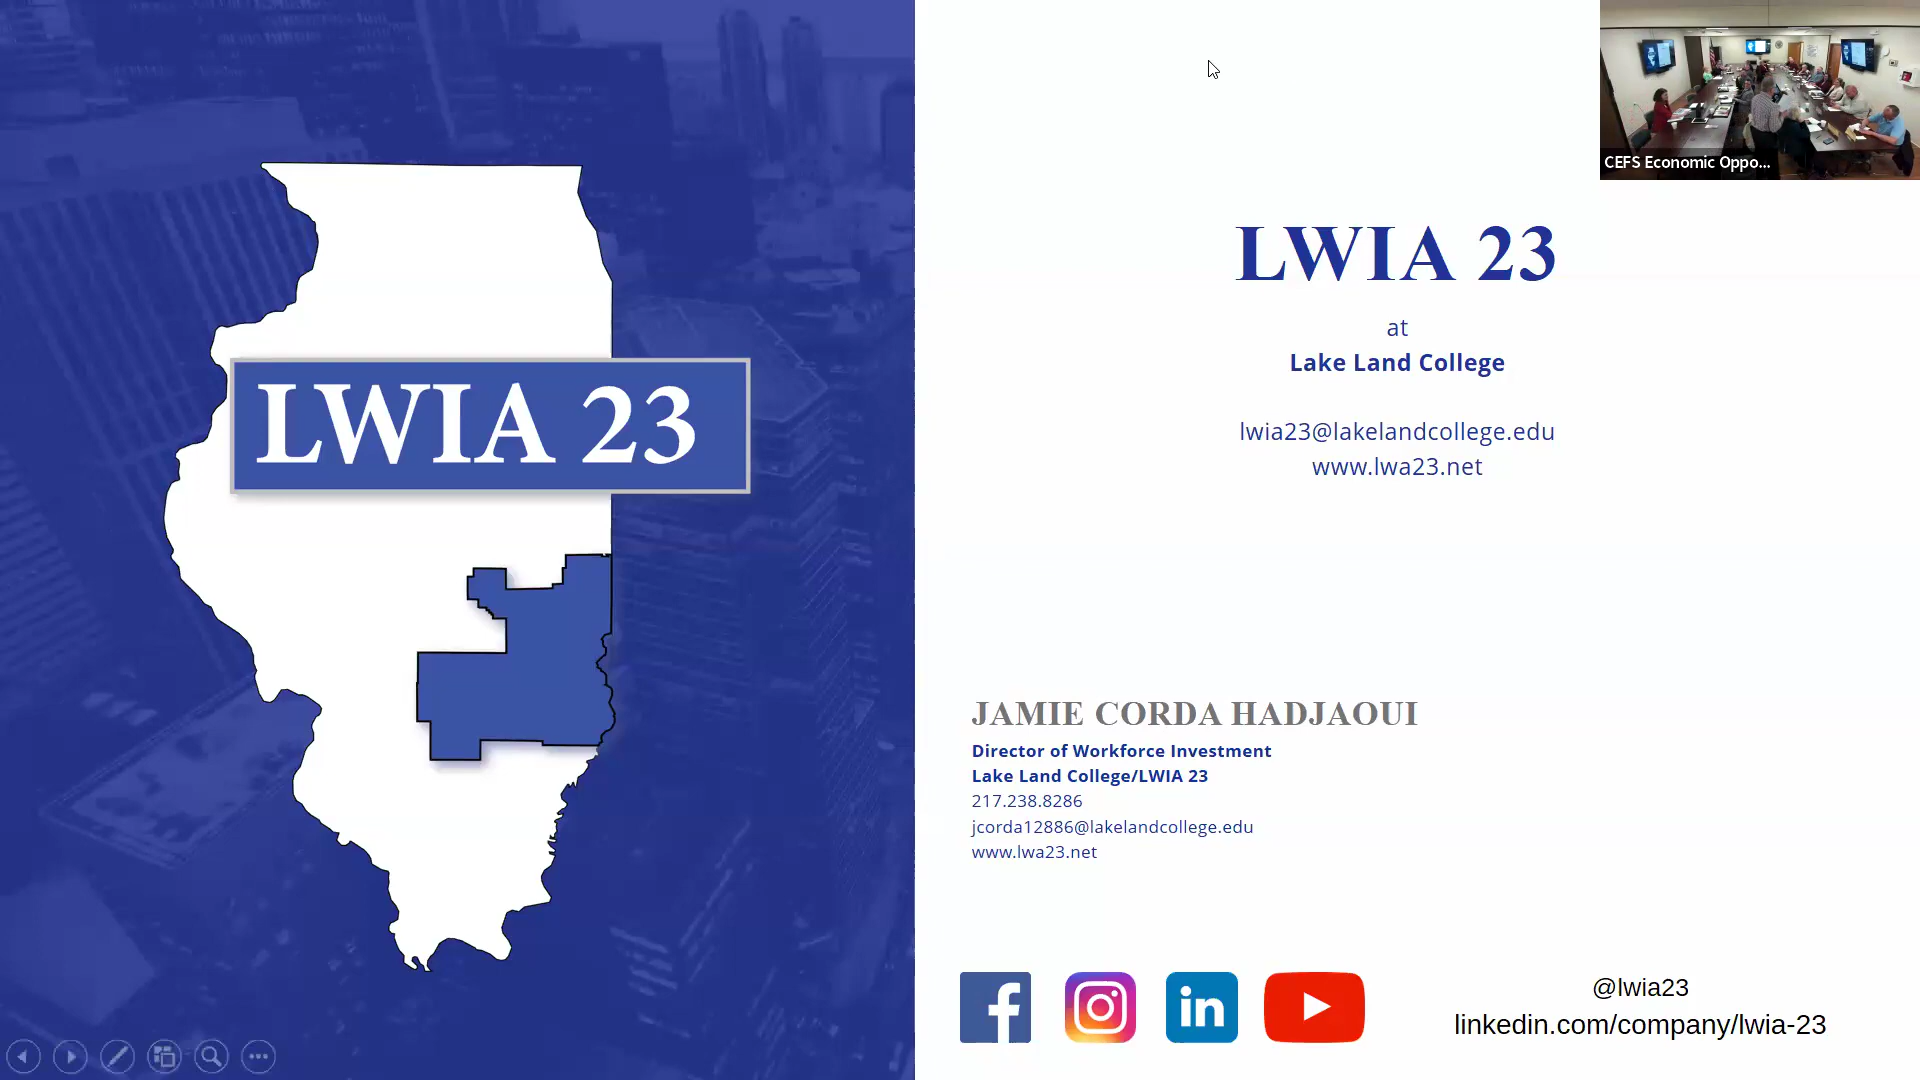 LWIA 23
CEFS Economic Oppo...
LWIA 23
at
Lake Land College
lwia23@lakelandcollege.edu
www.lwa23.net
JAMIE CORDA HADJAOUI
Director of Workforce Investment
Lake Land College/LWIA 23
217.238.8286
jcorda12886@lakelandcollege.edu
www.lwa23.net
@lwia23
linkedin.com/company/lwia-23